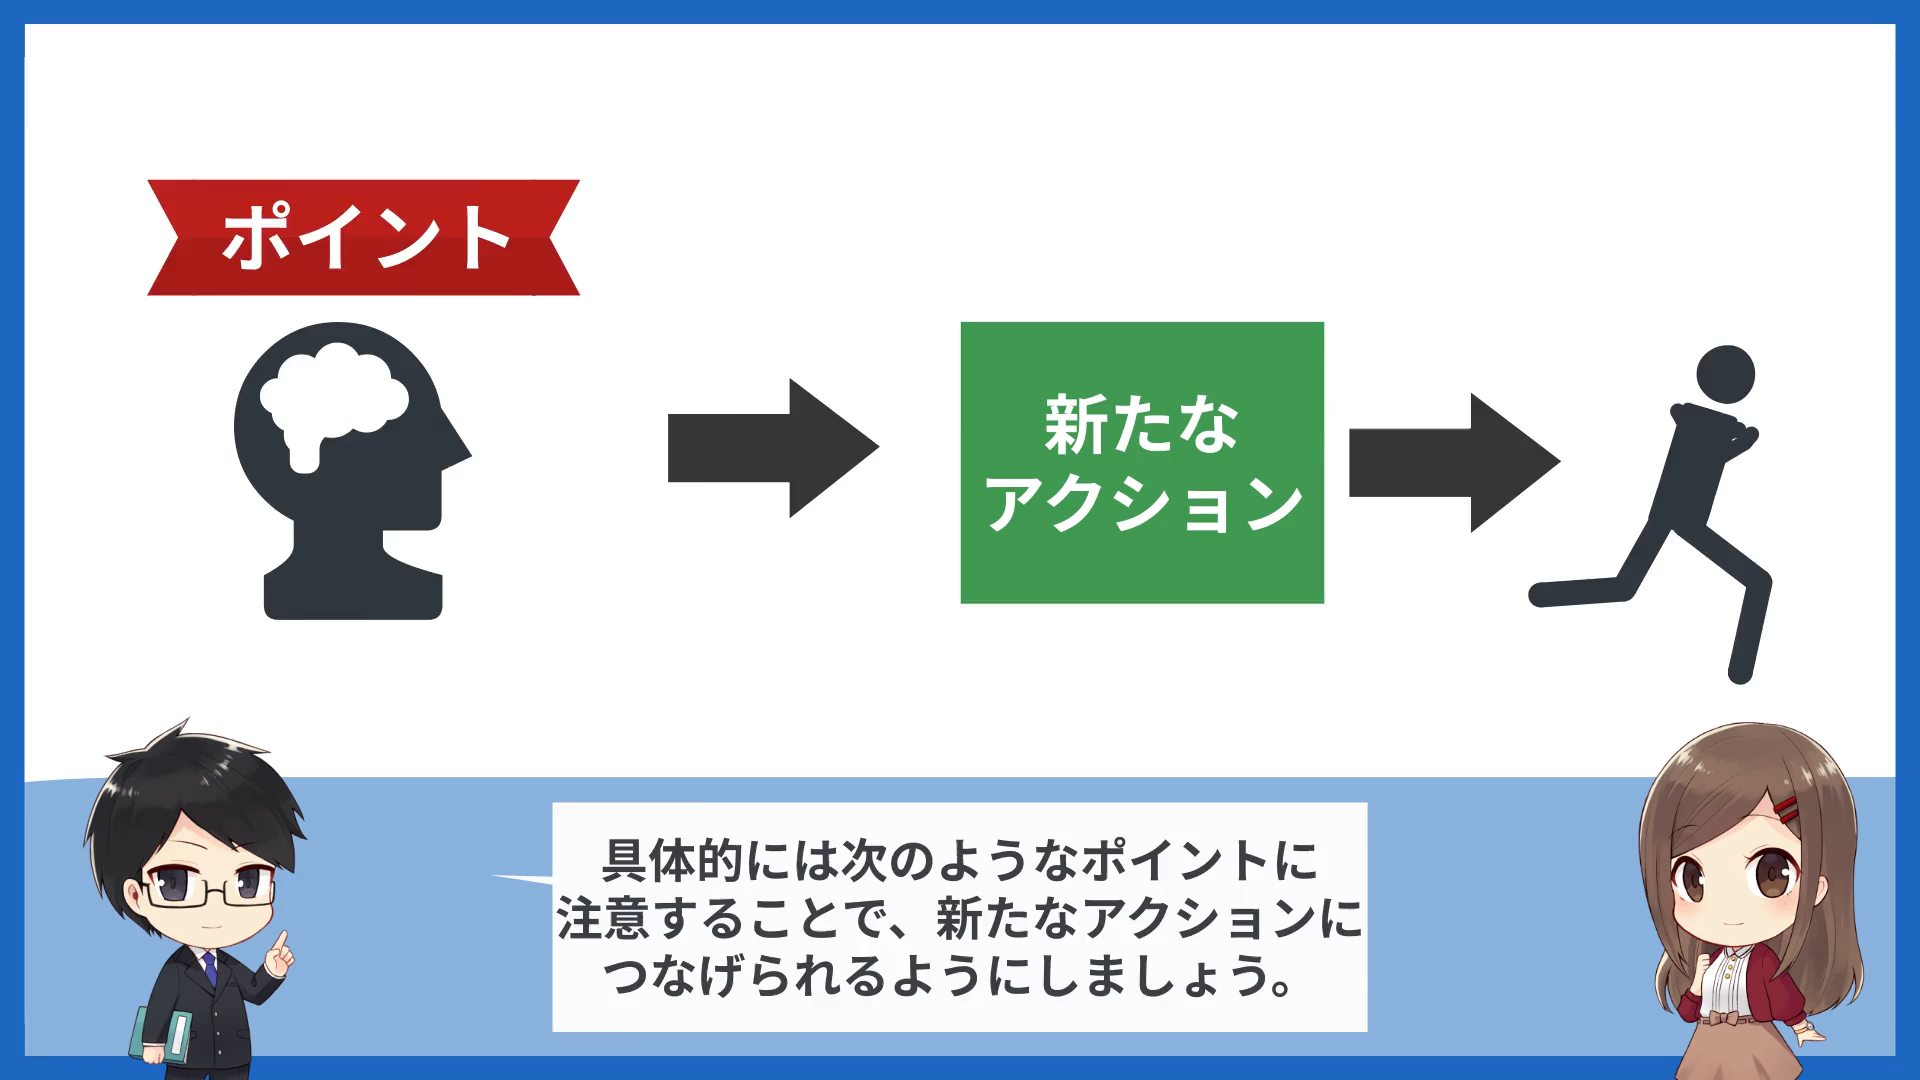 ポイント
新たな
アクション
具体的には次のようなポイントに
注意することで、新たなアクションに
つなげられるようにしましょう。